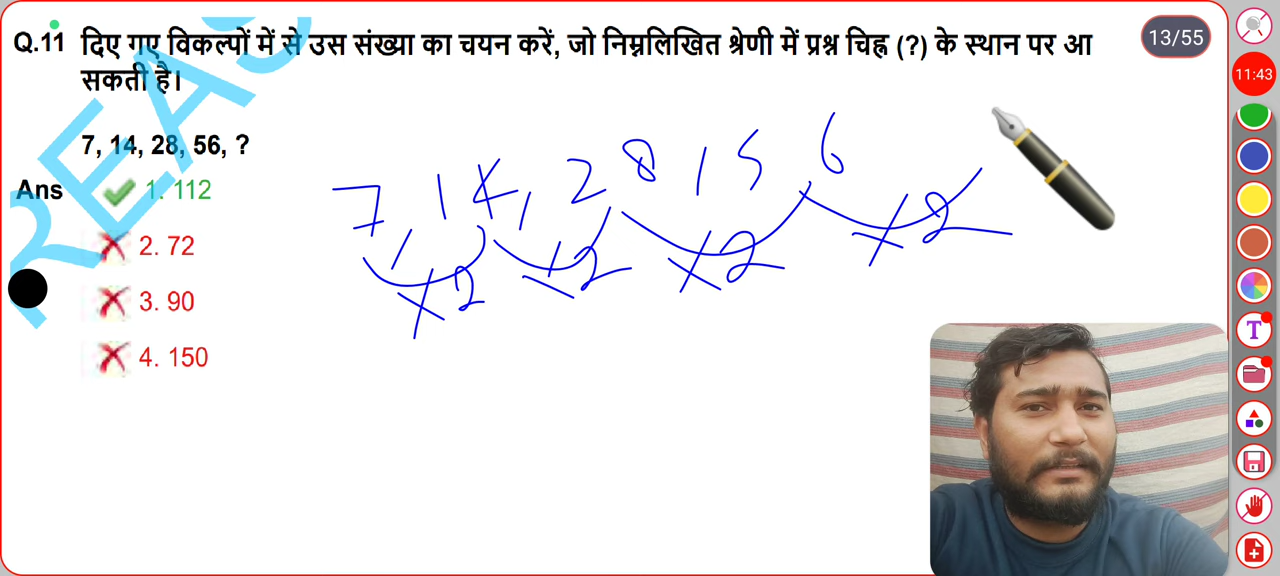 Q.11 दिए गए विकल्पों में से उस संख्या का चयन करें, जो निम्नलिखित श्रेणी में प्रश्न चिह्न (?) के स्थान पर आ
सकती है।
13/55
11:43
7, 14, 28, 56, ?
Ans 1. 112
2. 72
3. 90
4. 150
7, 14, 28, 56
×2 ×2 ×2 ×2
REAS
T